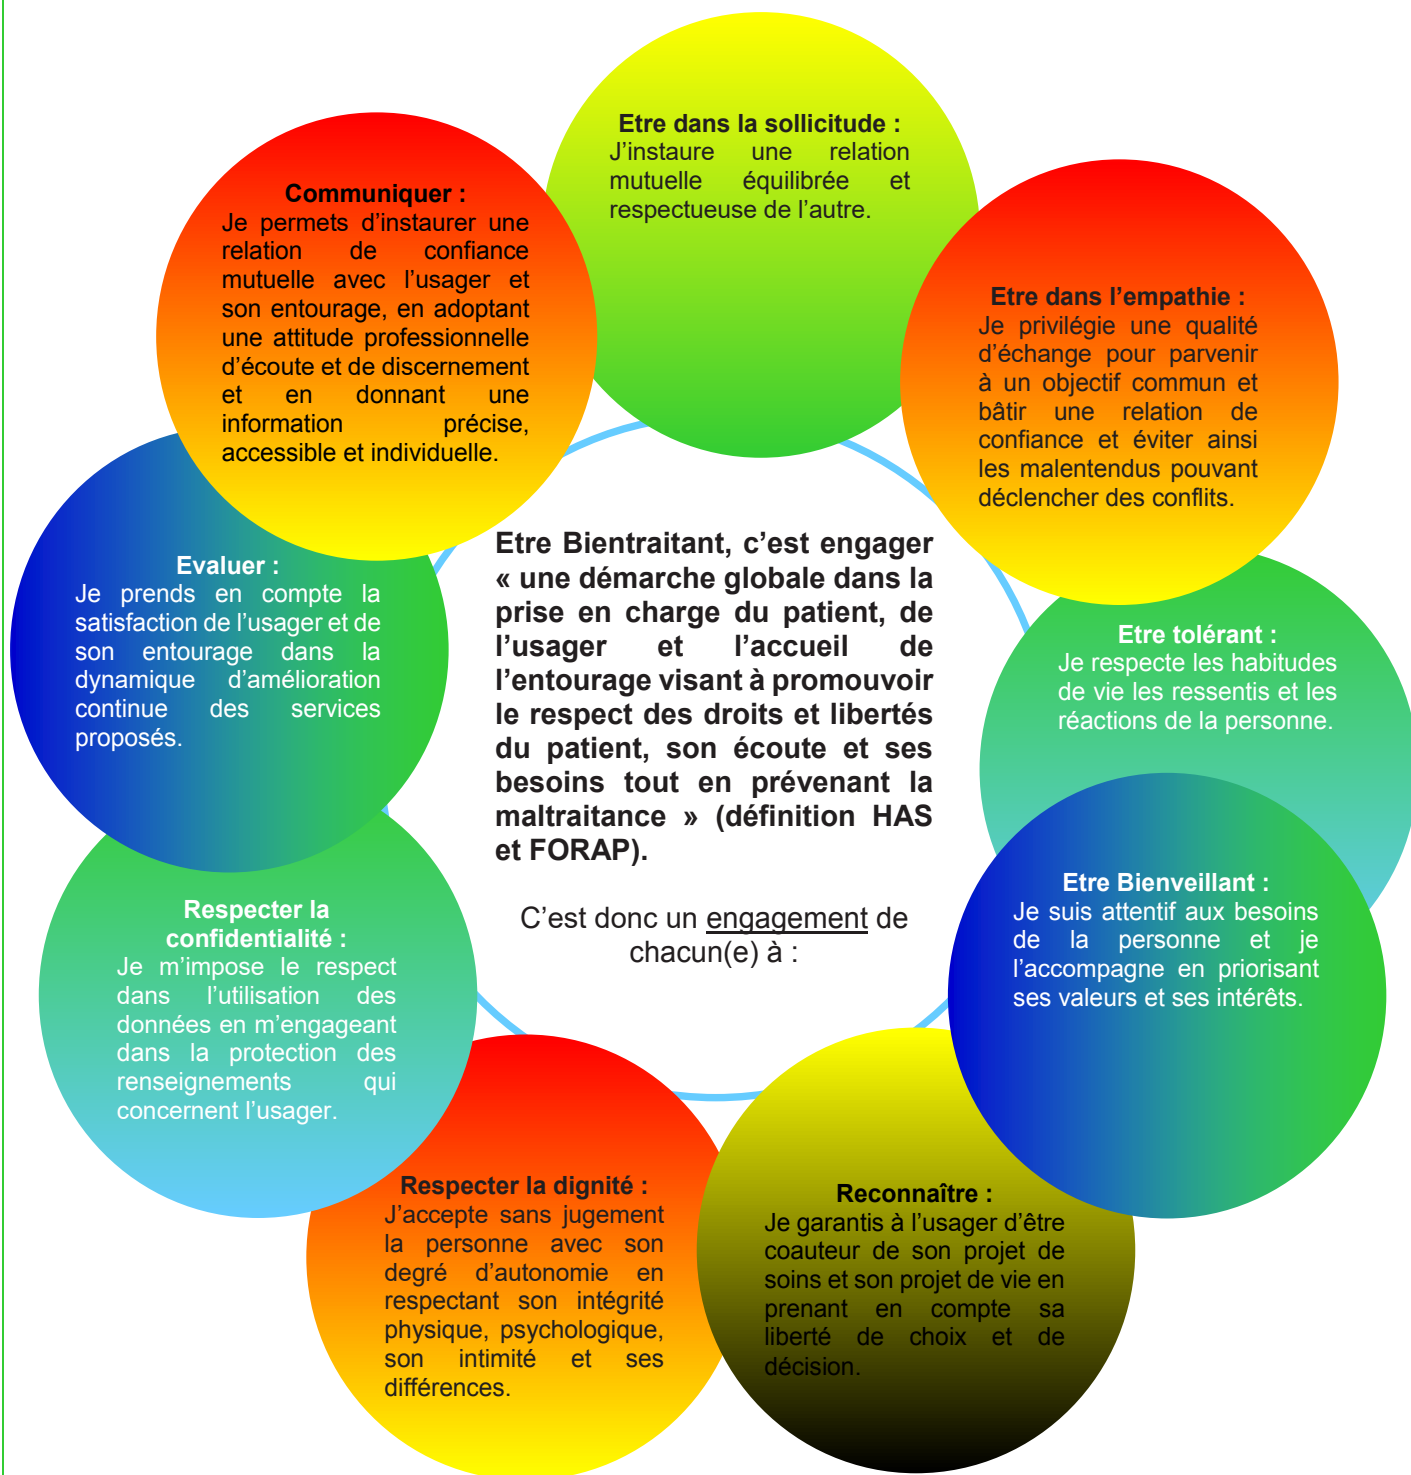 Etre dans la sollicitude :
J’instaure une relation
mutuelle équilibrée et
respectueuse de l’autre.
Etre dans l’empathie :
Je privilégie une qualité
d’échange pour parvenir
à un objectif commun et
bâtir une relation de
confiance et éviter ainsi
les malentendus pouvant
déclencher des conflits.
Etre tolérant :
Je respecte les habitudes
de vie les ressentis et les
réactions de la personne.
Etre Bienveillant :
Je suis attentif aux besoins
de la personne et je
l’accompagne en priorisant
ses valeurs et ses intérêts.
Reconnaître :
Je garantis à l’usager d’être
coauteur de son projet de
soins et son projet de vie en
prenant en compte sa
liberté de choix et de
décision.
Respecter la dignité :
J’accepte sans jugement
la personne avec son
degré d’autonomie en
respectant son intégrité
physique, psychologique,
son intimité et ses
différences.
Respecter la
confidentialité :
Je m’impose le respect
dans l’utilisation des
données en m’engageant
dans la protection des
renseignements qui
concernent l’usager.
Evaluer :
Je prends en compte la
satisfaction de l’usager et de
son entourage dans la
dynamique d’amélioration
continue des services
proposés.
Communiquer :
Je permets d’instaurer une
relation de confiance
mutuelle avec l’usager et
son entourage, en adoptant
une attitude professionnelle
d’écoute et de discernement
et en donnant une
information précise,
accessible et individuelle.
Etre Bientraitant, c’est engager
« une démarche globale dans la
prise en charge du patient, de
l’usager et l’accueil de
l’entourage visant à promouvoir
le respect des droits et libertés
du patient, son écoute et ses
besoins tout en prévenant la
maltraitance » (définition HAS
et FORAP).
C’est donc un engagement de
chacun(e) à :